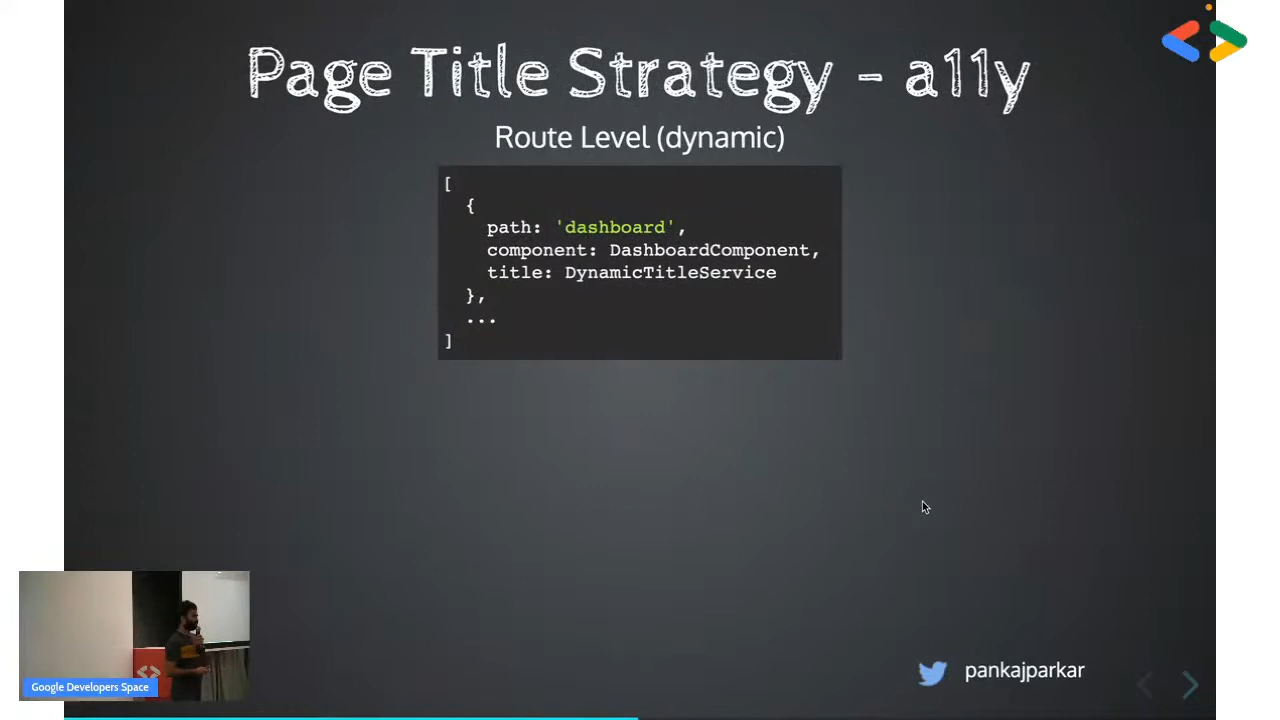 Page Title Strategy - a11y
Route Level (dynamic)
[
{
path: 'dashboard',
component: DashboardComponent,
title: DynamicTitleService
},
...
]
Google Developers Space
pankajparkar